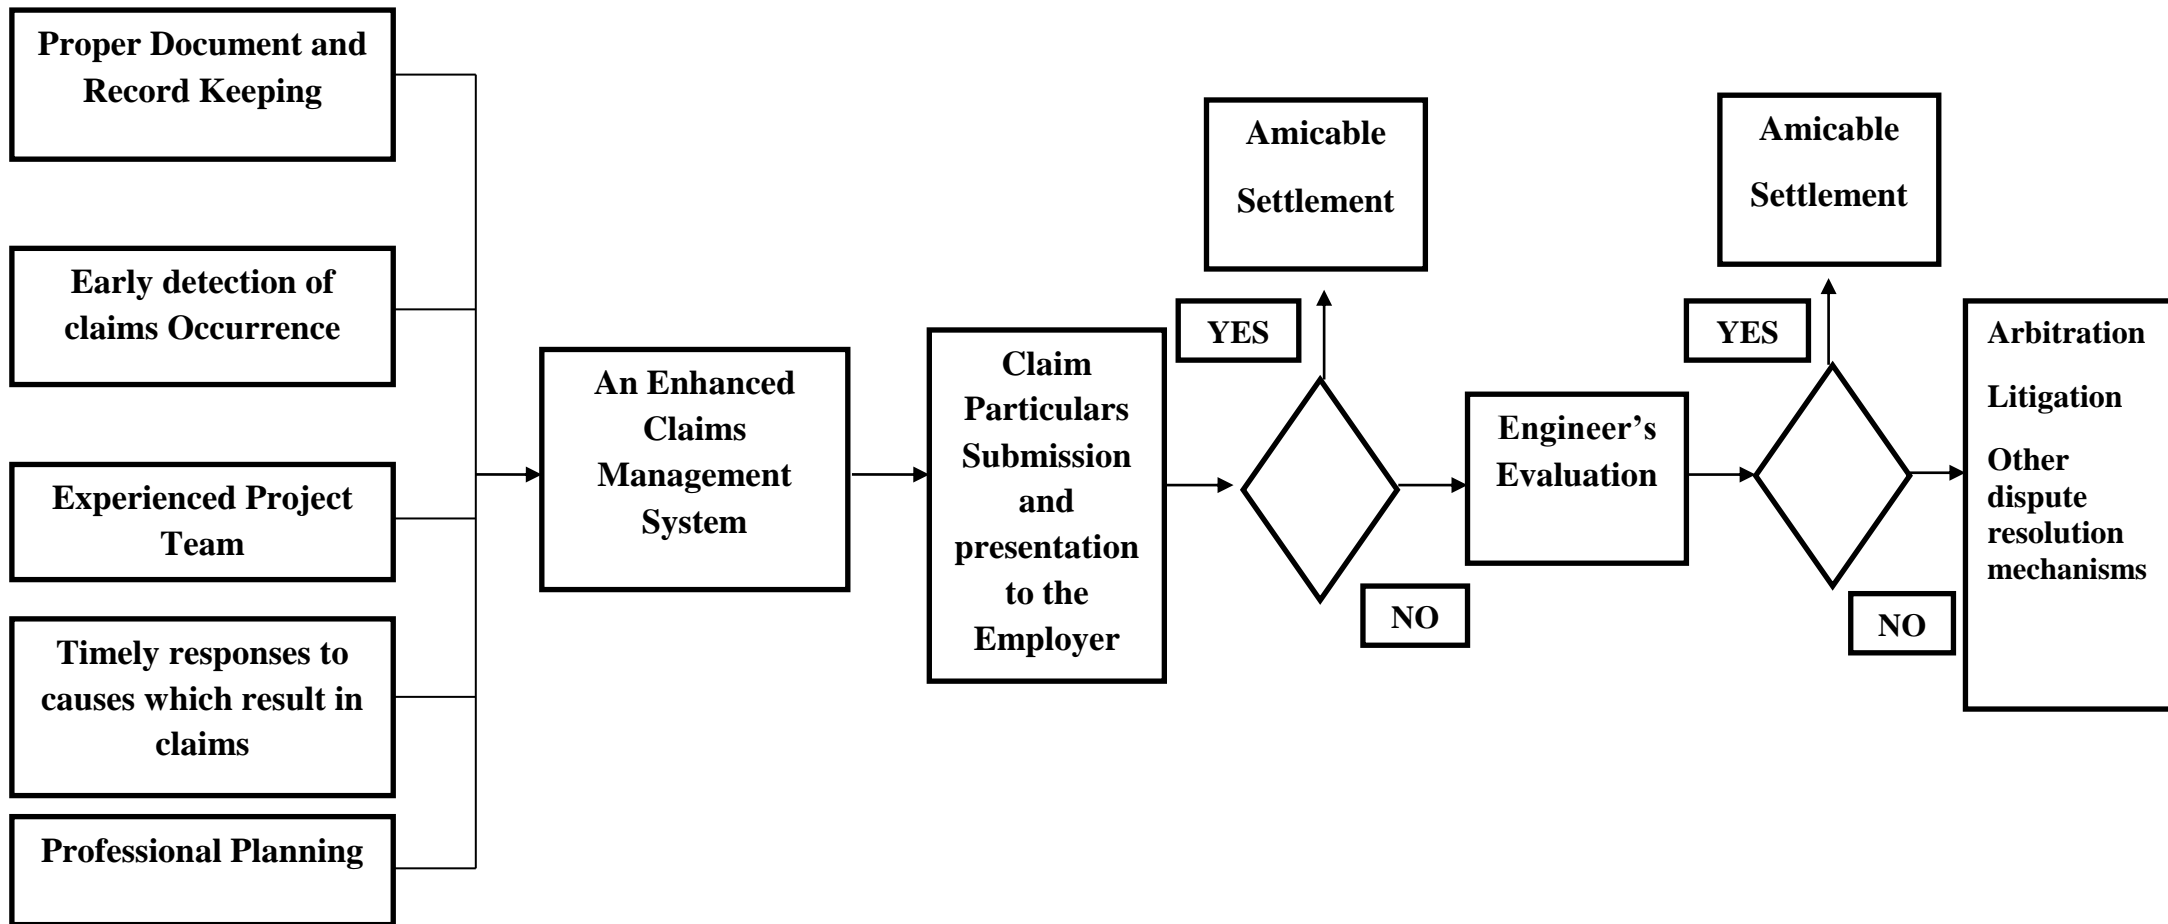 Proper Document and
Record Keeping
Early detection of
claims Occurrence
Experienced Project
Team
Timely responses to
causes which result in
claims
Professional Planning
An Enhanced
Claims
Management
System
Claim
Particulars
Submission
and
presentation
to the
Employer
Amicable
Settlement
YES
NO
Engineer’s
Evaluation
Amicable
Settlement
YES
NO
Arbitration
Litigation
Other
dispute
resolution
mechanisms